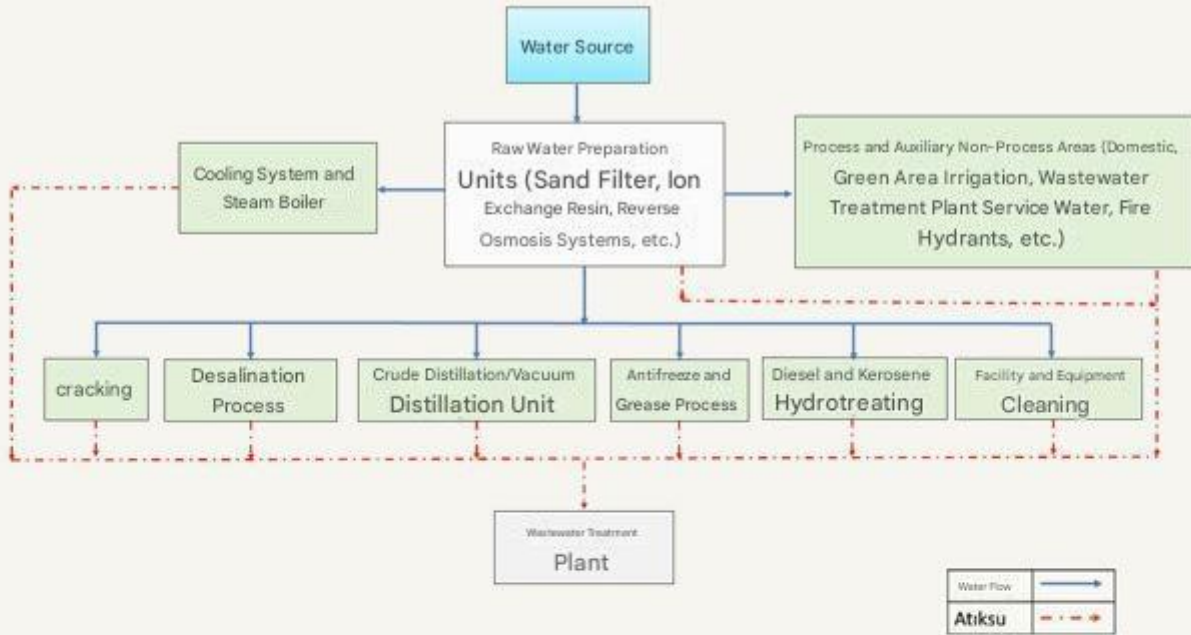 Water Source
Raw Water Preparation
Units (Sand Filter, Ion
Exchange Resin, Reverse
Osmosis Systems, etc.)
Cooling System and
Steam Boiler
Process and Auxiliary Non-Process Areas (Domestic,
Green Area Irrigation, Wastewater
Treatment Plant Service Water, Fire
Hydrants, etc.)
cracking
Desalination
Process
Crude Distillation/Vacuum
Distillation Unit
Antifreeze and
Grease Process
Diesel and Kerosene
Hydrotreating
Facility and Equipment
Cleaning
Wastewater Treatment
Plant
Water Flow
Atıksu